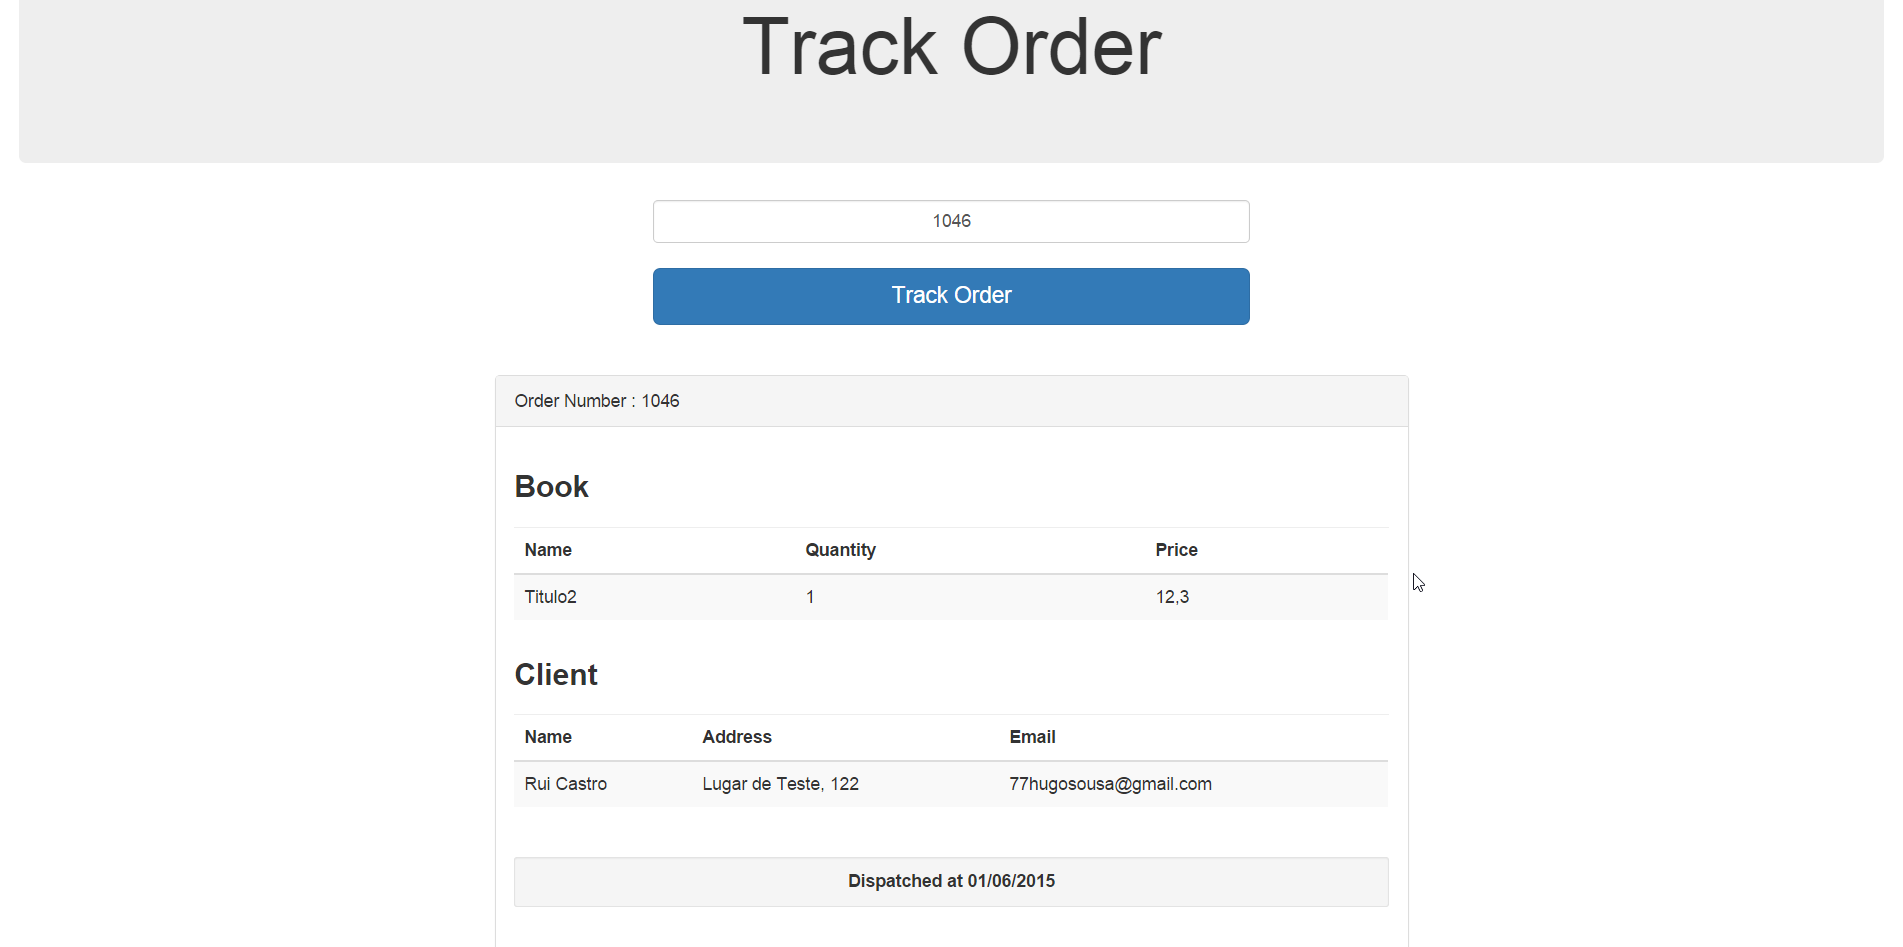 Track Order
1046
Track Order
Order Number : 1046
Book
Name Quantity Price
Titulo2 1 12,3
Client
Name Address Email
Rui Castro Lugar de Teste, 122 77hugosousa@gmail.com
Dispatched at 01/06/2015